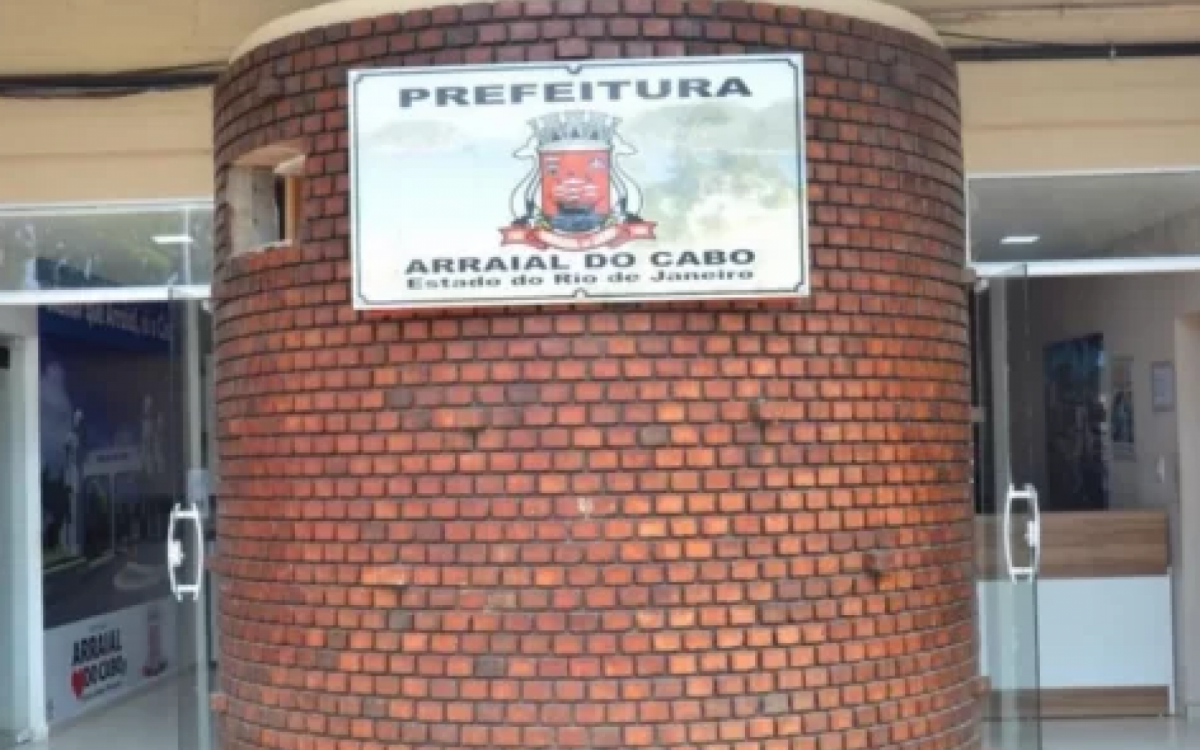 PREFEITURA
ARRAIAL DO CABO
Estado do Rio de Janeiro
ARRAIAL
DO CABO